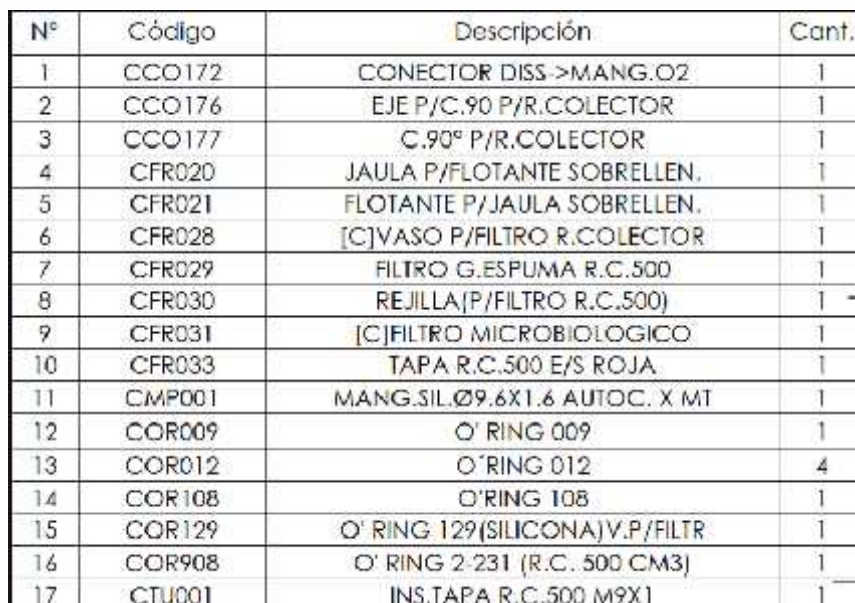 N° Código Descripción Cant.
1 CCO172 CONECTOR DISS->MANG.O2 1
2 CCO176 EJE P/C.90 P/R.COLECTOR 1
3 CCO177 C.90° P/R.COLECTOR 1
4 CFR020 JAULA P/FLOTANTE SOBRELLEN. 1
5 CFR021 FLOTANTE P/JAULA SOBRELLEN. 1
6 CFR028 [C]VASO P/FILTRO R.COLECTOR 1
7 CFR029 FILTRO G.ESPUMA R.C.500 1
8 CFR030 REJILLA(P/FILTRO R.C.500) 1
9 CFR031 [C]FILTRO MICROBIOLOGICO 1
10 CFR033 TAPA R.C.500 E/S ROJA 1
11 CMP001 MANG.SIL.Ø9.6X1.6 AUTOC. X MT 1
12 COR009 O' RING 009 1
13 COR012 O´RING 012 4
14 COR108 O'RING 108 1
15 COR129 O' RING 129(SILICONA)V.P/FILTR 1
16 COR908 O' RING 2-231 (R.C. 500 CM3) 1
17 CTU001 INS.TAPA R.C.500 M9X1 1